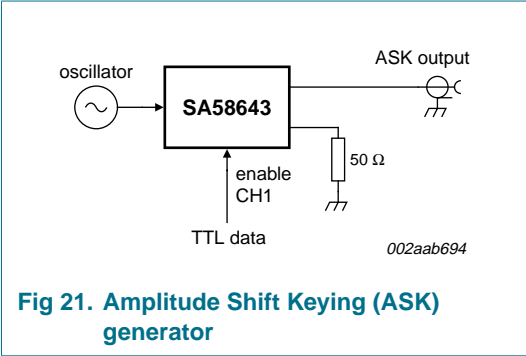 ASK output
oscillator
SA58643
50 Ω
enable
CH1
TTL data
002aab694
Fig 21. Amplitude Shift Keying (ASK)
generator